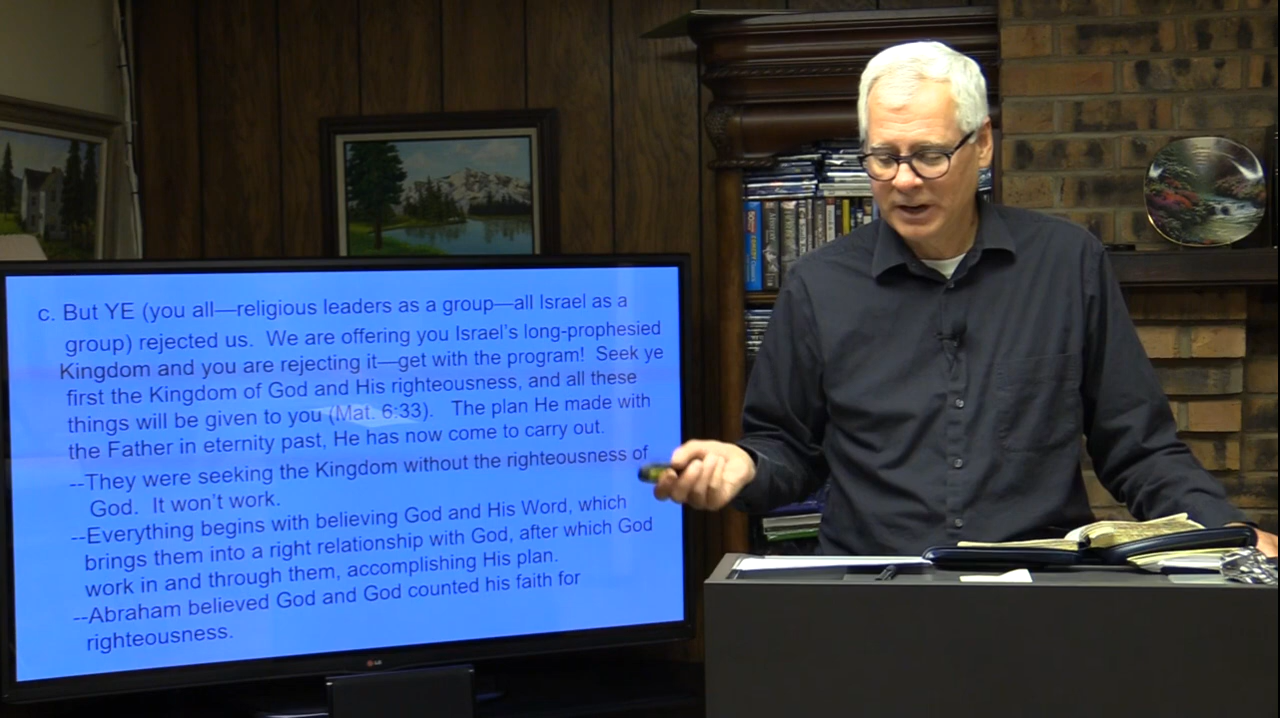 c. But YE (you all—religious leaders as a group—all Israel as a
group) rejected us. We are offering you Israel's long-prophesied
Kingdom and you are rejecting it—get with the program! Seek ye
first the Kingdom of God and His righteousness, and all these
things will be given to you (Mat. 6:33). The plan He made with
the Father in eternity past, He has now come to carry out.
--They were seeking the Kingdom without the righteousness of
God. It won't work.
--Everything begins with believing God and His Word, which
brings them into a right relationship with God, after which God
work in and through them, accomplishing His plan.
--Abraham believed God and God counted his faith for
righteousness.
LG